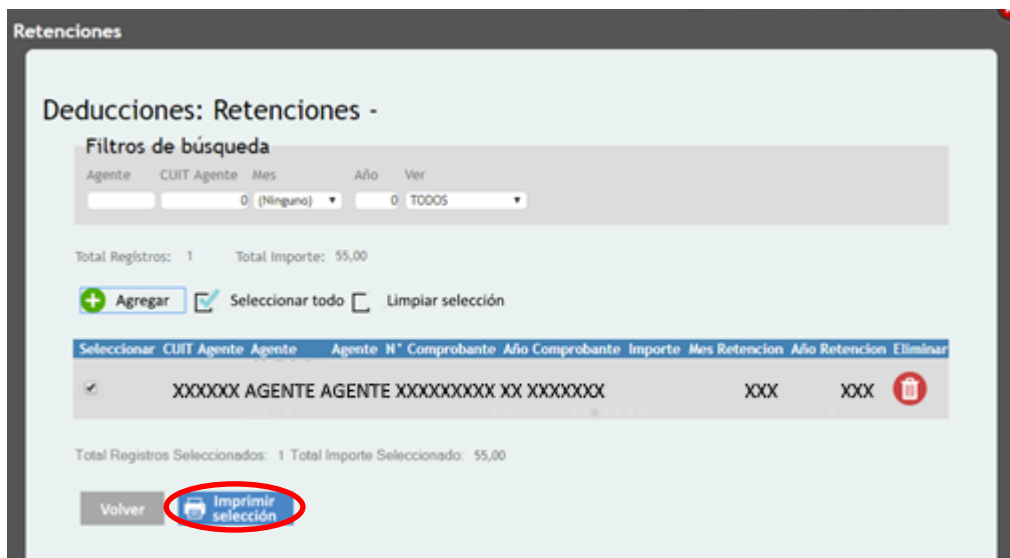 Retenciones
Deducciones: Retenciones -
Filtros de búsqueda
Agente CUIT Agente Mes Año Ver
0 (Ninguno) 0 TODOS
Total Registros: 1 Total Importe: 55,00
Agregar Seleccionar todo Limpiar selección
Seleccionar CUIT Agente Agente Agente N° Comprobante Año Comprobante Importe Mes Retencion Año Retencion Eliminar
XXXXXX AGENTE AGENTE XXXXXXXXX XX XXXXXXX XXX XXX
Total Registros Seleccionados: 1 Total Importe Seleccionado: 55,00
Volver Imprimir
selección